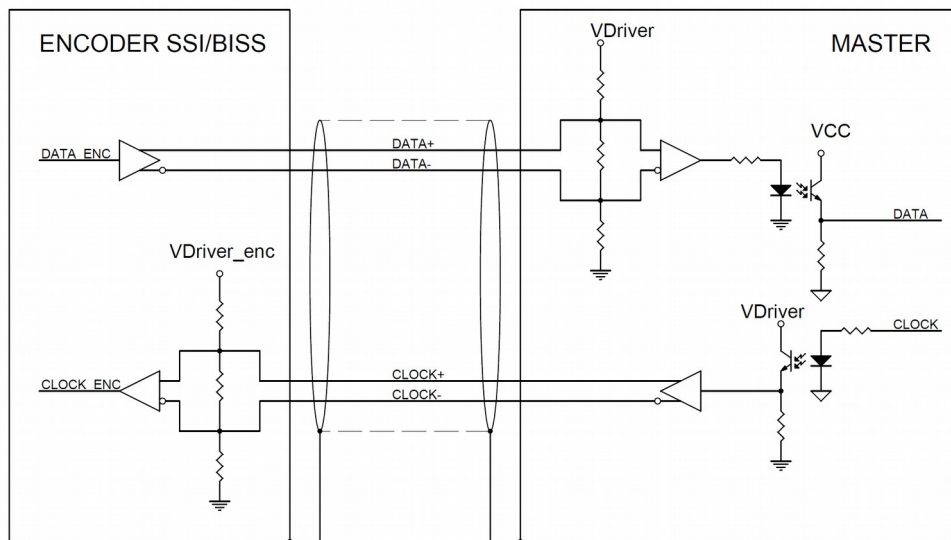 ENCODER SSI/BISS
VDriver
MASTER
VCC
DATA+
DATA_ENC
DATA-
DATA
VDriver_enc
VDriver
CLOCK
CLOCK+
CLOCK_ENC
CLOCK-